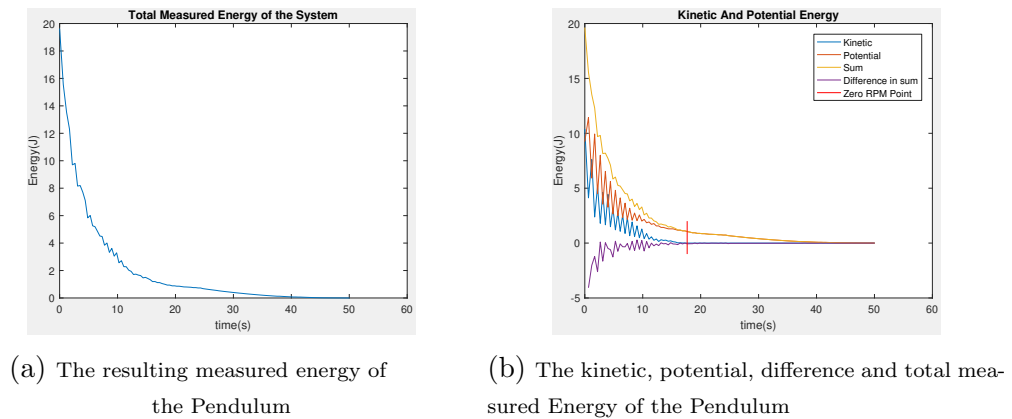 Total Measured Energy of the System
20
18
16
14
12
10
8
6
4
2
0
Energy(J)
0 10 20 30 40 50 60
time(s)
Kinetic And Potential Energy
20
15
10
5
0
-5
Energy(J)
0 10 20 30 40 50 60
time(s)
Kinetic
Potential
Sum
Difference in sum
Zero RPM Point
(a) The resulting measured energy of
the Pendulum
(b) The kinetic, potential, difference and total mea-
sured Energy of the Pendulum